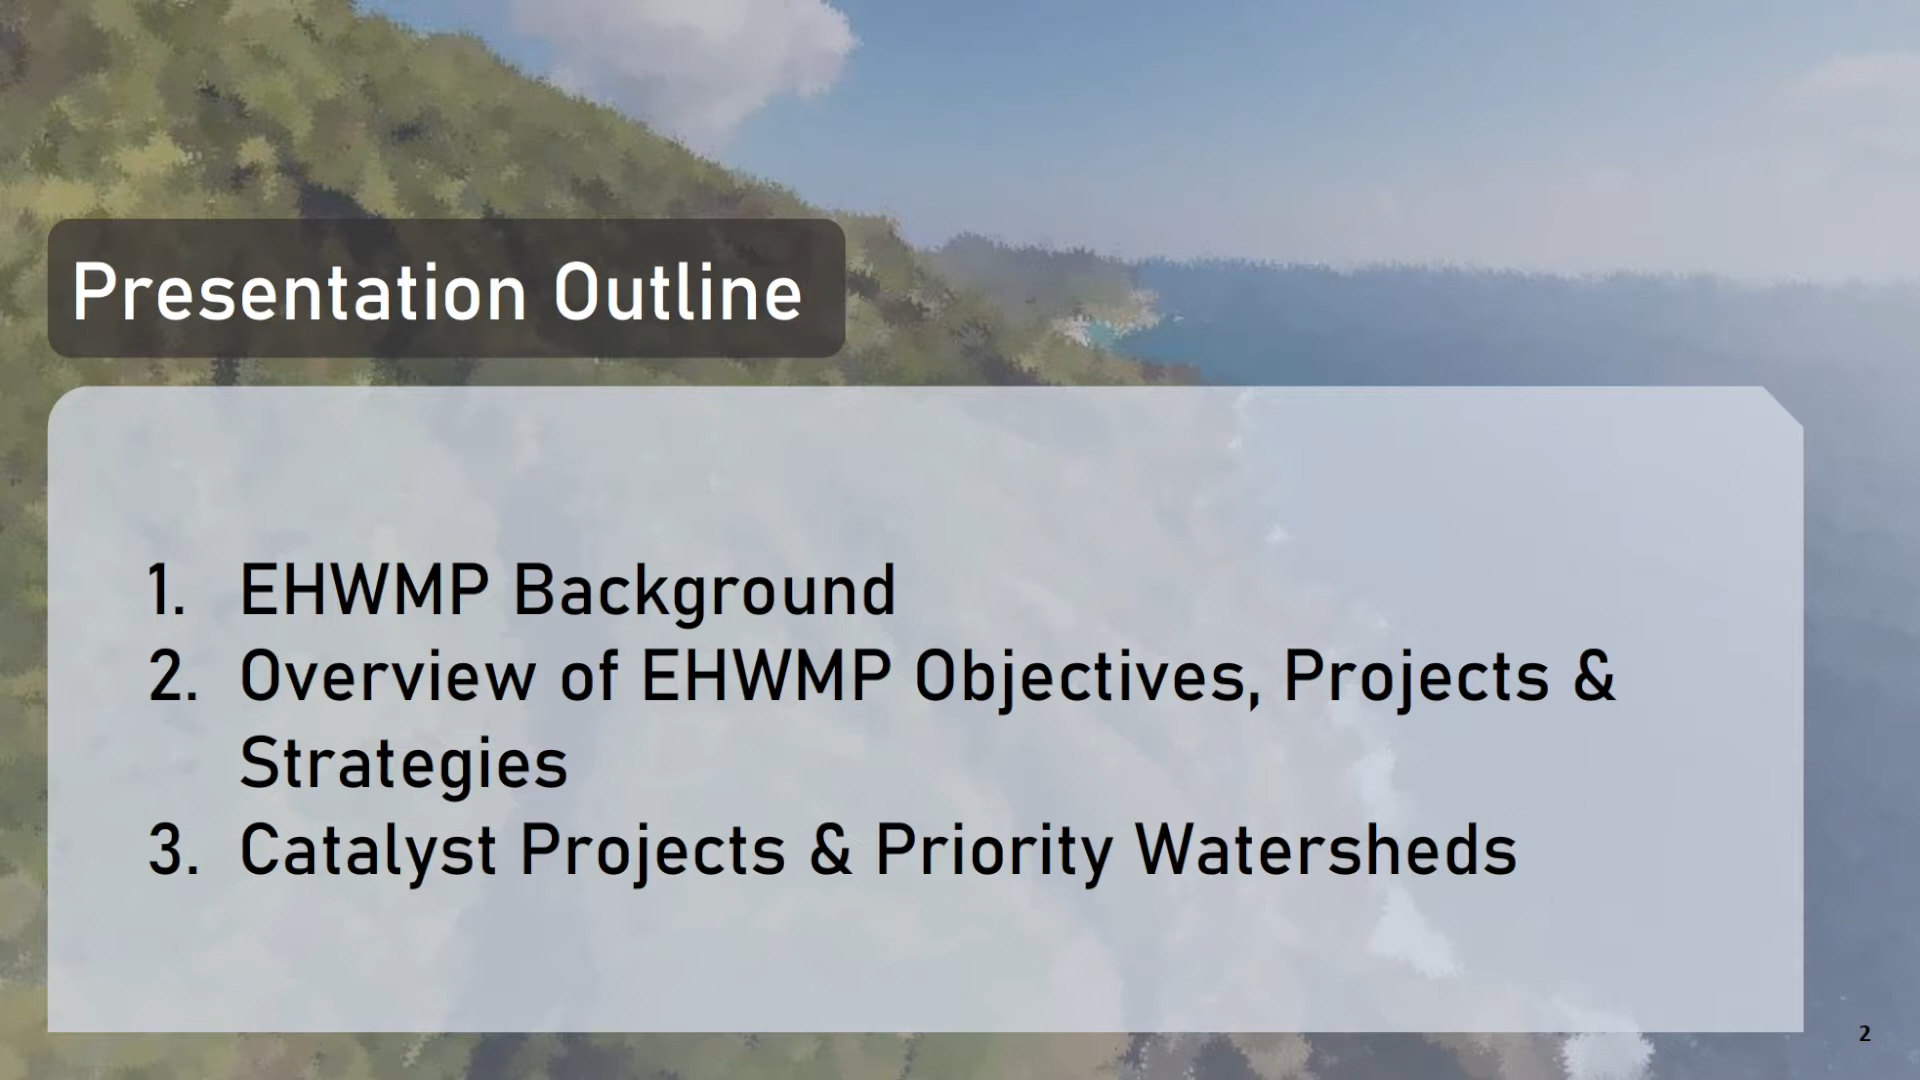 Presentation Outline
1. EHWMP Background
2. Overview of EHWMP Objectives, Projects &
Strategies
3. Catalyst Projects & Priority Watersheds
2